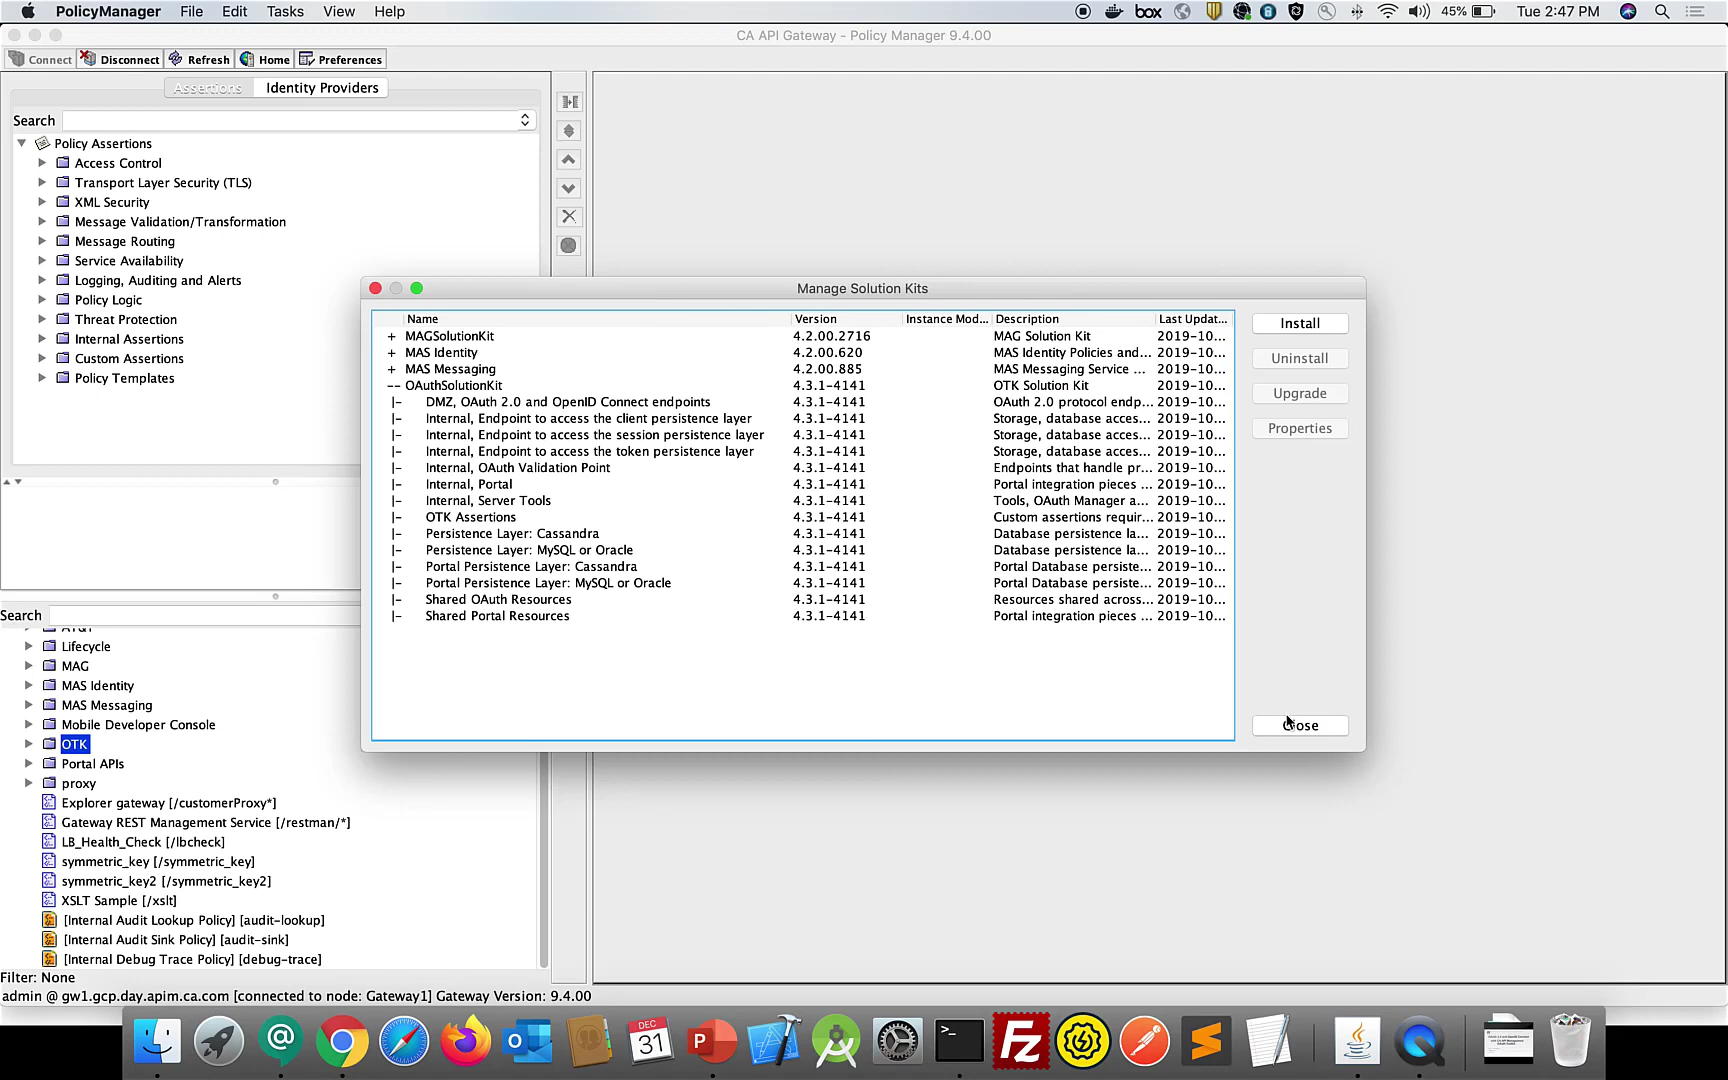 PolicyManager File Edit Tasks View Help box 45% Tue 2:47 PM
CA API Gateway - Policy Manager 9.4.00
Connect Disconnect Refresh Home Preferences
Assertions Identity Providers
Search
Policy Assertions
Access Control
Transport Layer Security (TLS)
XML Security
Message Validation/Transformation
Message Routing
Service Availability
Logging, Auditing and Alerts
Policy Logic
Threat Protection
Internal Assertions
Custom Assertions
Policy Templates
Search
Lifecycle
MAG
MAS Identity
MAS Messaging
Mobile Developer Console
OTK
Portal APIs
proxy
Explorer gateway [/customerProxy*]
Gateway REST Management Service [/restman/*]
LB_Health_Check [/lbcheck]
symmetric_key [/symmetric_key]
symmetric_key2 [/symmetric_key2]
XSLT Sample [/xslt]
[Internal Audit Lookup Policy] [audit-lookup]
[Internal Audit Sink Policy] [audit-sink]
[Internal Debug Trace Policy] [debug-trace]
Filter: None
admin @ gw1.gcp.day.apim.ca.com [connected to node: Gateway1] Gateway Version: 9.4.00
Manage Solution Kits
Name Version Instance Mod... Description Last Updat...
+ MAGSolutionKit 4.2.00.2716 MAG Solution Kit 2019-10...
+ MAS Identity 4.2.00.620 MAS Identity Policies and... 2019-10...
+ MAS Messaging 4.2.00.885 MAS Messaging Service ... 2019-10...
-- OAuthSolutionKit 4.3.1-4141 OTK Solution Kit 2019-10...
|- DMZ, OAuth 2.0 and OpenID Connect endpoints 4.3.1-4141 OAuth 2.0 protocol endp... 2019-10...
|- Internal, Endpoint to access the client persistence layer 4.3.1-4141 Storage, database acces... 2019-10...
|- Internal, Endpoint to access the session persistence layer 4.3.1-4141 Storage, database acces... 2019-10...
|- Internal, Endpoint to access the token persistence layer 4.3.1-4141 Storage, database acces... 2019-10...
|- Internal, OAuth Validation Point 4.3.1-4141 Endpoints that handle pr... 2019-10...
|- Internal, Portal 4.3.1-4141 Portal integration pieces ... 2019-10...
|- Internal, Server Tools 4.3.1-4141 Tools, OAuth Manager a... 2019-10...
|- OTK Assertions 4.3.1-4141 Custom assertions requir... 2019-10...
|- Persistence Layer: Cassandra 4.3.1-4141 Database persistence la... 2019-10...
|- Persistence Layer: MySQL or Oracle 4.3.1-4141 Database persistence la... 2019-10...
|- Portal Persistence Layer: Cassandra 4.3.1-4141 Portal Database persiste... 2019-10...
|- Portal Persistence Layer: MySQL or Oracle 4.3.1-4141 Portal Database persiste... 2019-10...
|- Shared OAuth Resources 4.3.1-4141 Resources shared across... 2019-10...
|- Shared Portal Resources 4.3.1-4141 Portal integration pieces ... 2019-10...
Install
Uninstall
Upgrade
Properties
Close
DEC
31